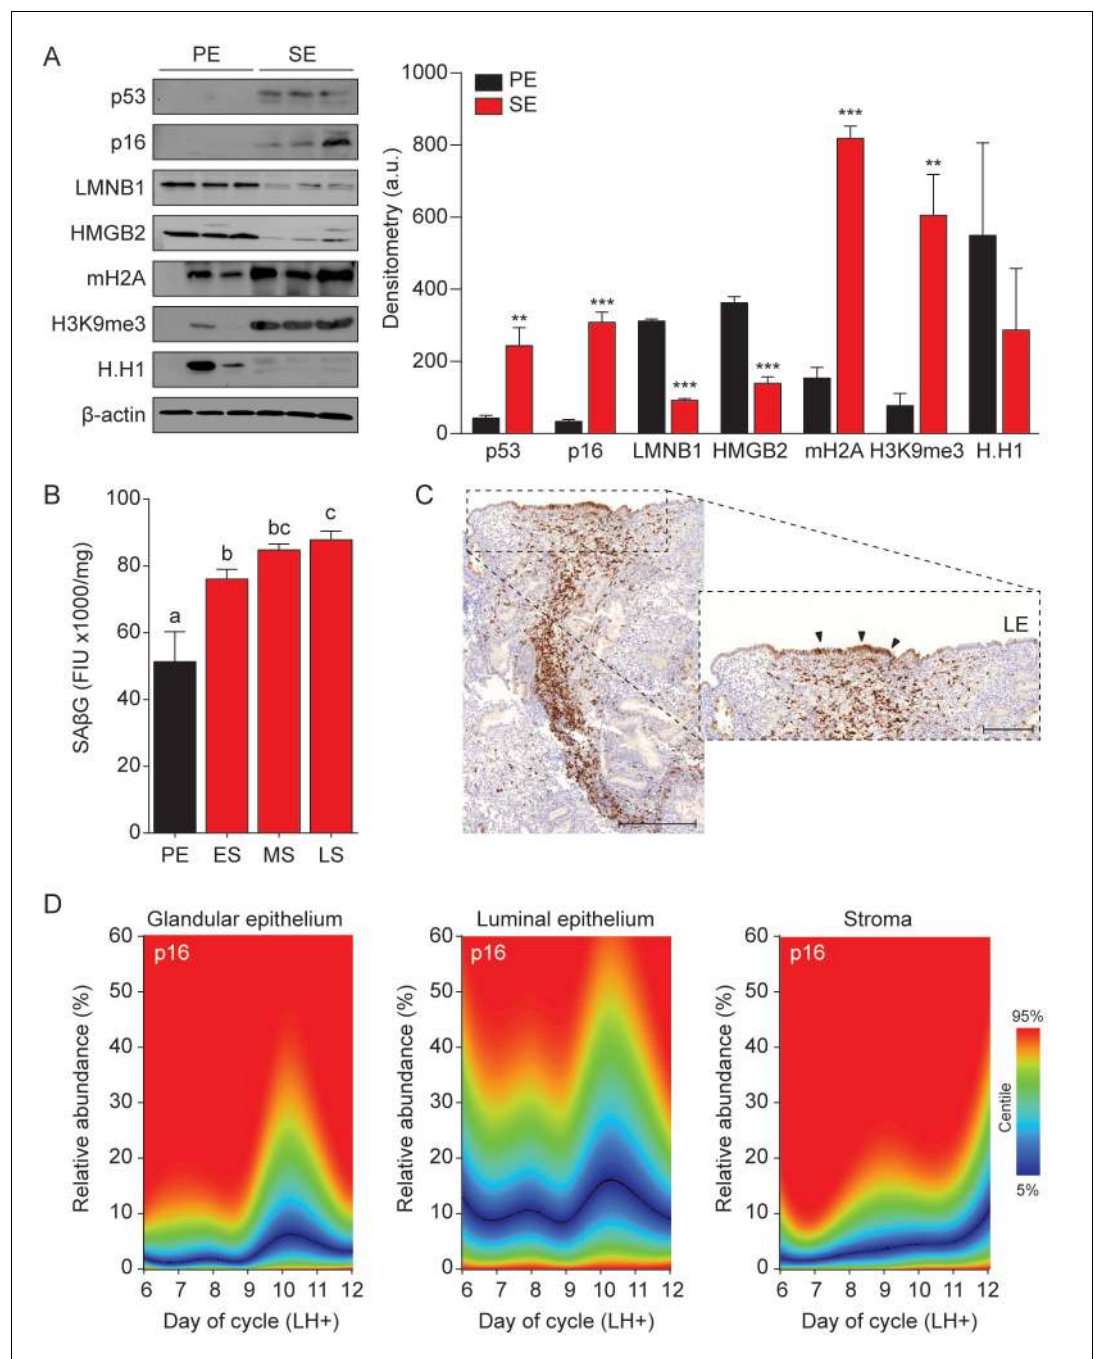 A
PE SE
p53
p16
LMNB1
HMGB2
mH2A
H3K9me3
H.H1
β-actin
Densitometry (a.u.)
1000
800
600
400
200
0
PE
SE
** *** *** *** *** **
p53 p16 LMNB1 HMGB2 mH2A H3K9me3 H.H1
B
SAβG (FIU x1000/mg)
100
80
60
40
20
0
a b bc c
PE ES MS LS
C
LE
D
Glandular epithelium
p16
Relative abundance (%)
60
50
40
30
20
10
0
6 7 8 9 10 11 12
Day of cycle (LH+)
Luminal epithelium
p16
Relative abundance (%)
60
50
40
30
20
10
0
6 7 8 9 10 11 12
Day of cycle (LH+)
Stroma
p16
Relative abundance (%)
60
50
40
30
20
10
0
6 7 8 9 10 11 12
Day of cycle (LH+)
95%
Centile
5%